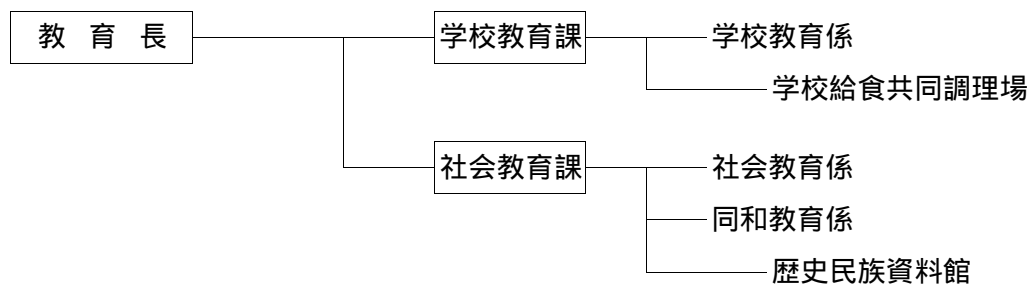 教育長
学校教育課
学校教育係
学校給食共同調理場
社会教育課
社会教育係
同和教育係
歴史民族資料館